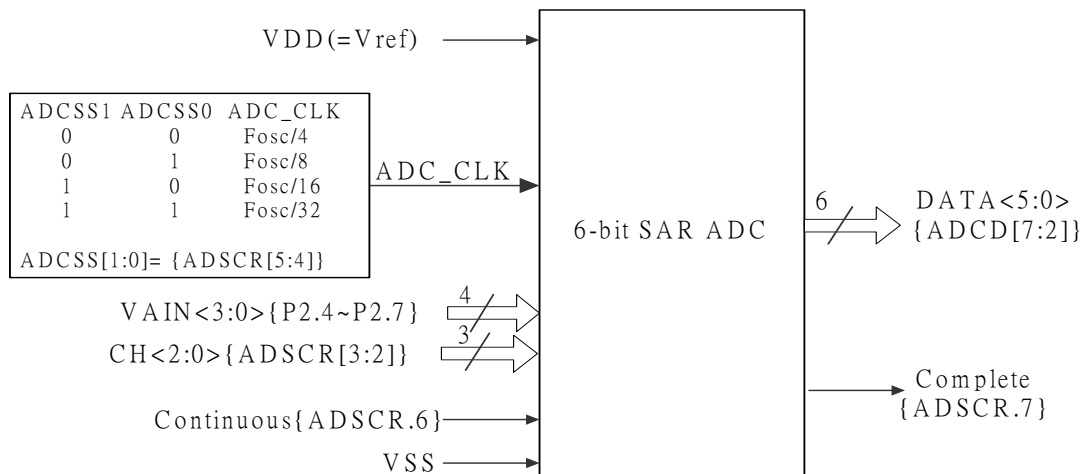 VDD(=Vref)
ADCSS1 ADCSS0 ADC_CLK
0 0 Fosc/4
0 1 Fosc/8
1 0 Fosc/16
1 1 Fosc/32
ADCSS[1:0]= {ADSCR[5:4]}
ADC_CLK
6-bit SAR ADC
6
DATA<5:0>
{ADCD[7:2]}
VAIN<3:0>{P2.4~P2.7}
4
CH<2:0>{ADSCR[3:2]}
3
Continuous{ADSCR.6}
VSS
Complete
{ADSCR.7}